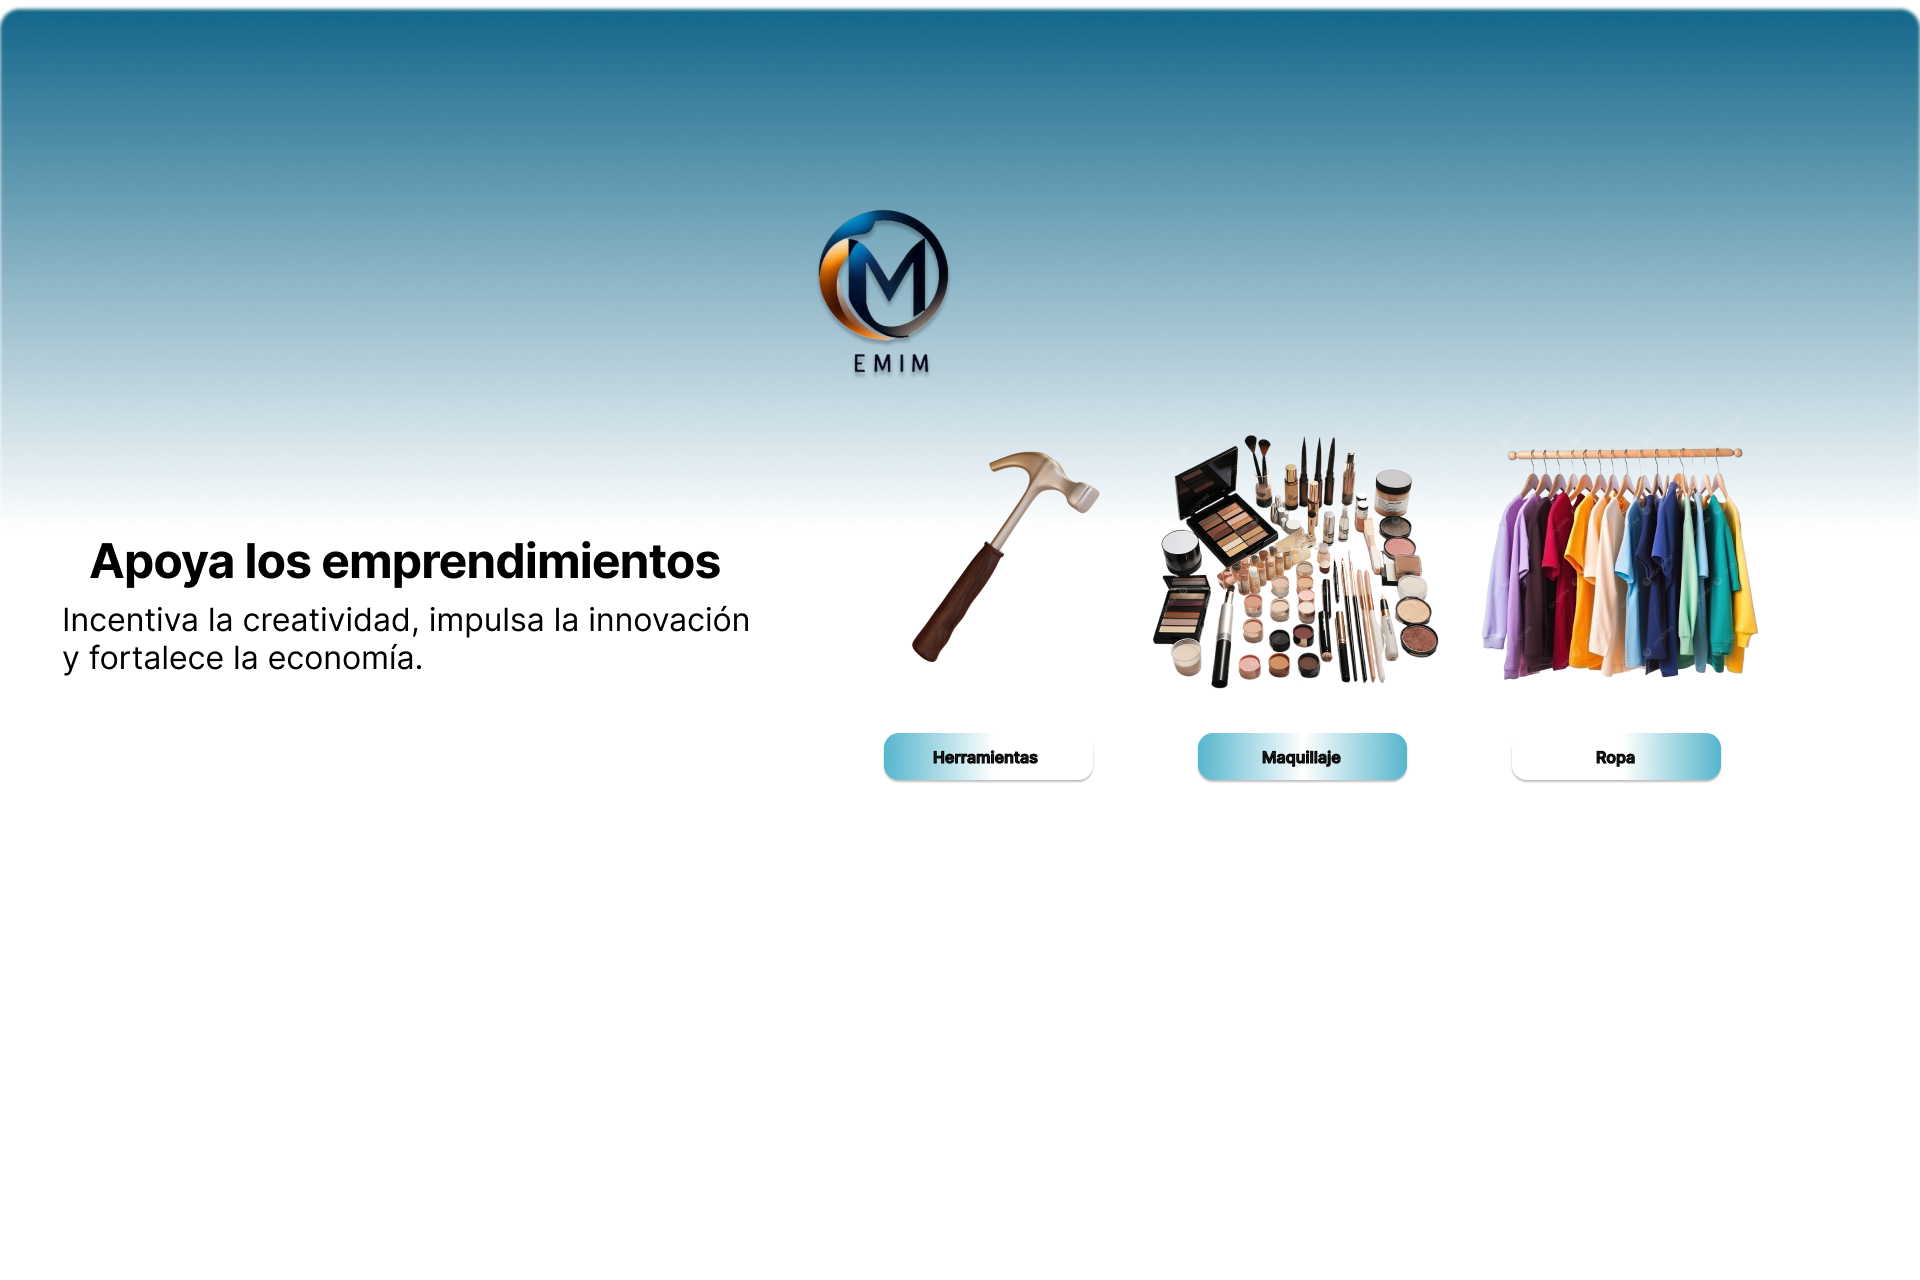 EMIM
Apoya los emprendimientos
Incentiva la creatividad, impulsa la innovación
y fortalece la economía.
Herramientas
Maquillaje
Ropa